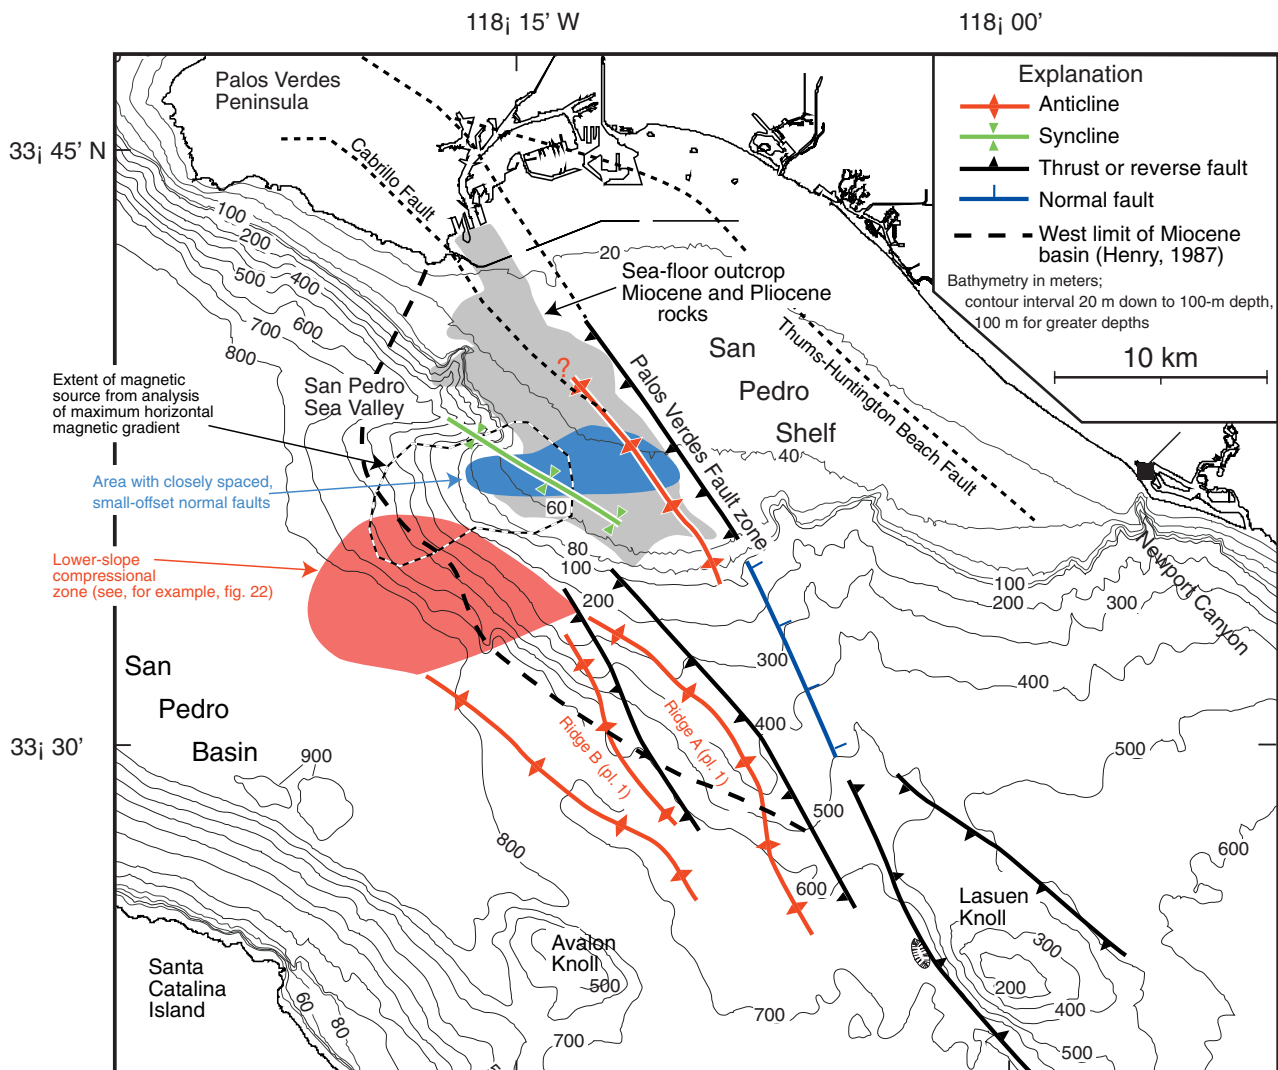 118¡ 15’ W
118¡ 00’
33¡ 45’ N
33¡ 30’
Palos Verdes
Peninsula
Cabrillo Fault
Explanation
Anticline
Syncline
Thrust or reverse fault
Normal fault
West limit of Miocene
basin (Henry, 1987)
Bathymetry in meters;
contour interval 20 m down to 100-m depth,
100 m for greater depths
10 km
100
200
400
500
600
700
800
20
Sea-floor outcrop
Miocene and Pliocene
rocks
San
Pedro
Shelf
40
Thums-Huntington Beach Fault
Palos Verdes Fault zone
?
San Pedro
Sea Valley
Extent of magnetic
source from analysis
of maximum horizontal
magnetic gradient
Area with closely spaced,
small-offset normal faults
60
80
100
200
Lower-slope
compressional
zone (see, for example, fig. 22)
Newport Canyon
100
200
300
300
400
400
500
500
600
600
San
Pedro
Basin
900
Ridge B (pl. 1)
Ridge A (pl. 1)
800
Lasuen
Knoll
300
200
400
500
Avalon
Knoll
500
700
700
Santa
Catalina
Island
60
80